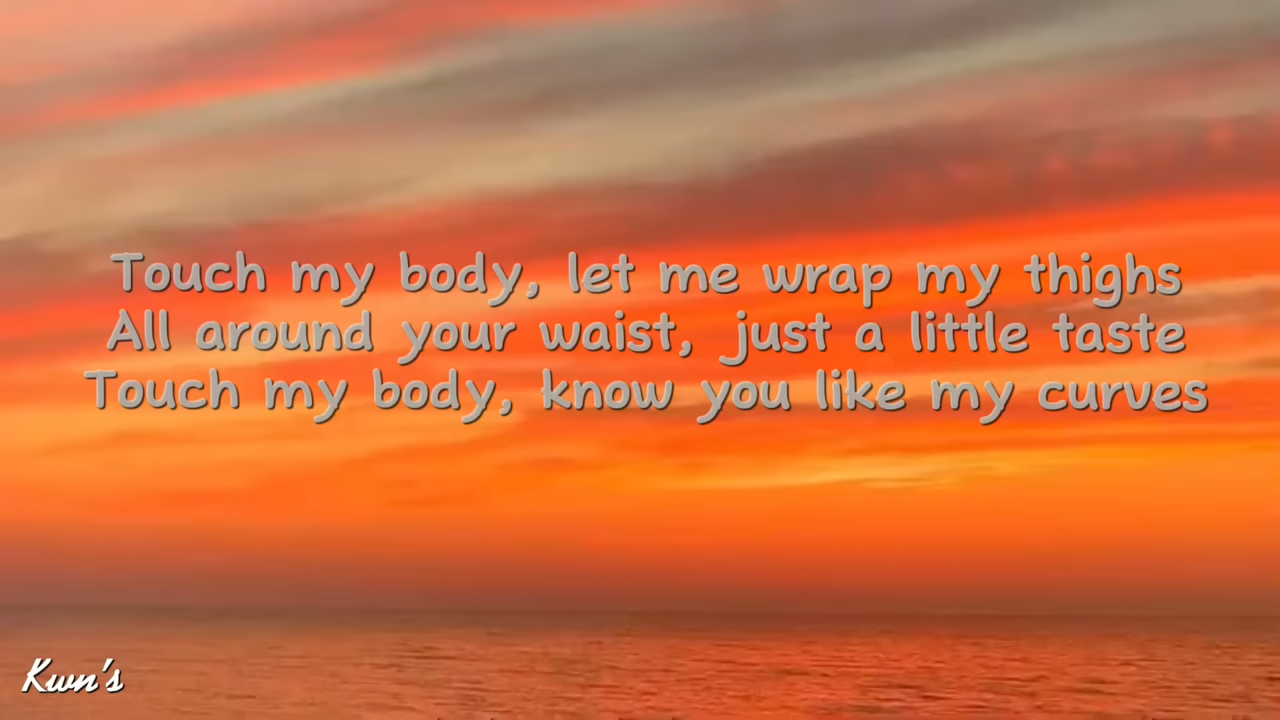 Touch my body, let me wrap my thighs
All around your waist, just a little taste
Touch my body, know you like my curves
Kwn's